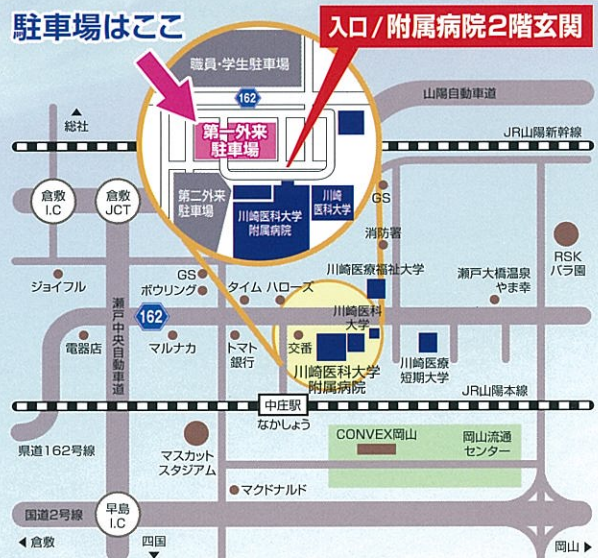 駐車場はここ
入口/附属病院2階玄関
職員・学生駐車場
162
第一外来
駐車場
第二外来
駐車場
川崎医科大学
附属病院
川崎
医科大学
山陽自動車道
総社
JR山陽新幹線
倉敷
I.C
倉敷
JCT
GS
消防署
川崎医療福祉大学
RSK
バラ園
瀬戸大橋温泉
やま幸
ジョイフル
GS
ボウリング
タイム
ハローズ
川崎医科
大学
162
瀬戸中央自動車道
電器店
マルナカ
トマト
銀行
交番
川崎医科大学
附属病院
川崎医療
短期大学
JR山陽本線
中庄駅
なかしょう
県道162号線
マスカット
スタジアム
CONVEX岡山
岡山流通
センター
マクドナルド
国道2号線
早島
I.C
倉敷
四国
岡山